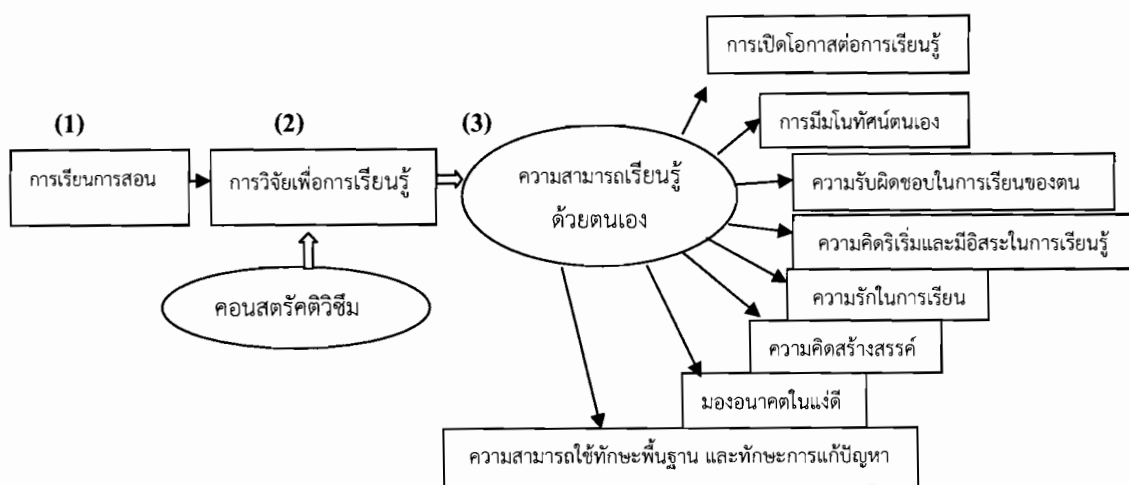 การเปิดโอกาสต่อการเรียนรู้
(1)
(2)
(3)
การมีมโนทัศน์ตนเอง
การเรียนการสอน
การวิจัยเพื่อการเรียนรู้
ความสามารถเรียนรู้
ด้วยตนเอง
ความรับผิดชอบในการเรียนของตน
ความคิดริเริ่มและมีอิสระในการเรียนรู้
คอนสตรัคติวิซึม
ความรักในการเรียน
ความคิดสร้างสรรค์
มองอนาคตในแง่ดี
ความสามารถใช้ทักษะพื้นฐาน และทักษะการแก้ปัญหา